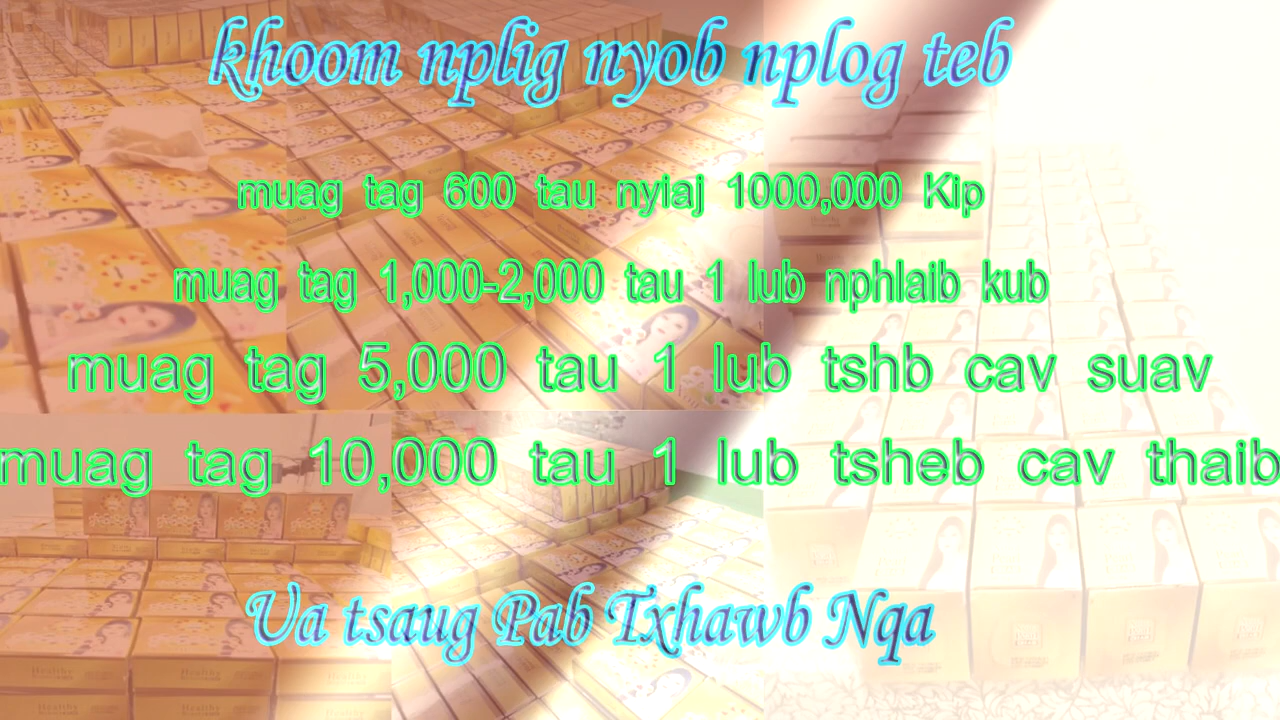 khoom nplig nyob nplog teb
muag tag 600 tau nyiaj 1000,000 Kip
muag tag 1,000-2,000 tau 1 lub nphlaib kub
muag tag 5,000 tau 1 lub tshb cav suav
muag tag 10,000 tau 1 lub tsheb cav thaib
Ua tsaug Pab Txhawb Nqa
Healthy
Healthy